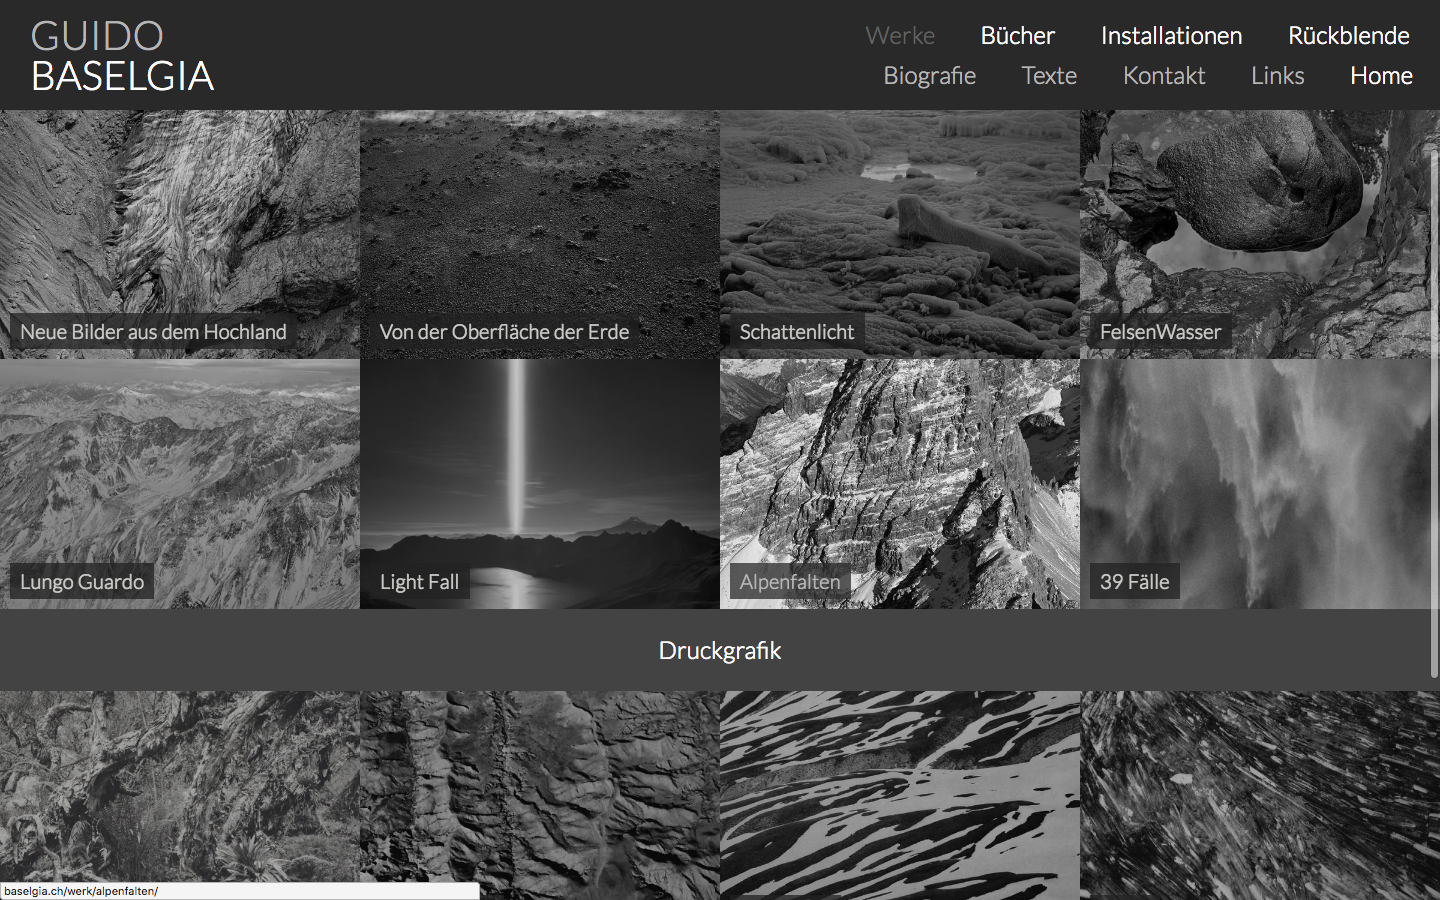 GUIDO
BASELGIA
Werke Bücher Installationen Rückblende
Biografie Texte Kontakt Links Home
Neue Bilder aus dem Hochland
Von der Oberfläche der Erde
Schattenlicht
FelsenWasser
Lungo Guardo
Light Fall
Alpenfalten
39 Fälle
Druckgrafik
baselgia.ch/werk/alpenfalten/